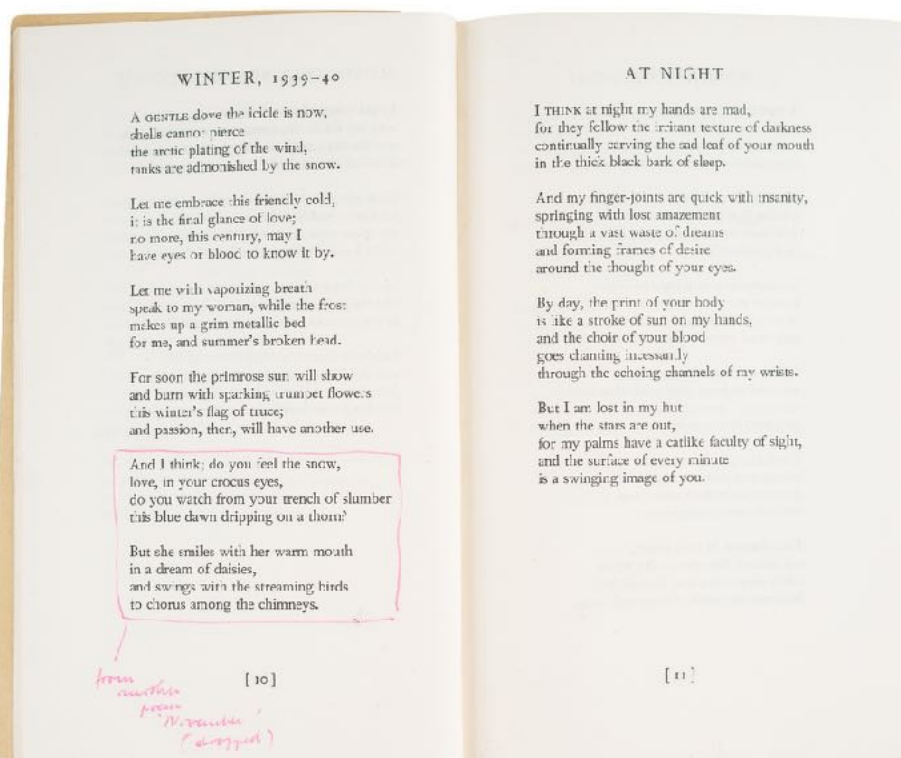 WINTER, 1939–40
A GENTLE dove the icicle is now,
shells cannot pierce
the arctic plating of the wind,
tanks are admonished by the snow.
Let me embrace this friendly cold,
it is the final glance of love;
no more, this century, may I
have eyes or blood to know it by.
Let me with vaporizing breath
speak to my woman, while the frost
makes up a grim metallic bed
for me, and summer's broken head.
For soon the primrose sun will show
and burn with sparking trumpet flowers
this winter's flag of truce;
and passion, then, will have another use.
And I think; do you feel the snow,
love, in your crocus eyes,
do you watch from your trench of slumber
this blue dawn dripping on a thorn?
But she smiles with her warm mouth
in a dream of daisies,
and swings with the streaming birds
to chorus among the chimneys.
from
another
poem
'November'
(dropped)
[10]
AT NIGHT
I THINK at night my hands are mad,
for they follow the irritant texture of darkness
continually carving the sad leaf of your mouth
in the thick black bark of sleep.
And my finger-joints are quick with insanity,
springing with lost amazement
through a vast waste of dreams
and forming frames of desire
around the thought of your eyes.
By day, the print of your body
is like a stroke of sun on my hands,
and the choir of your blood
goes chanting incessantly
through the echoing channels of my wrists.
But I am lost in my hut
when the stars are out,
for my palms have a catlike faculty of sight,
and the surface of every minute
is a swinging image of you.
[11]